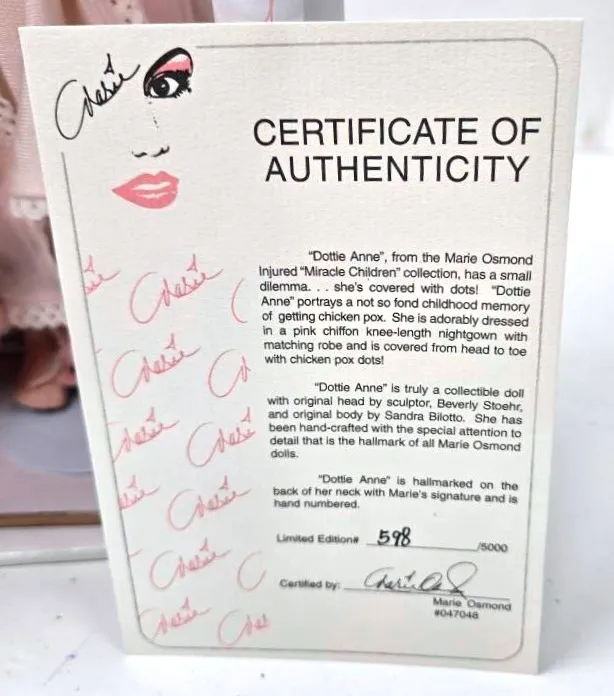 CERTIFICATE OF
AUTHENTICITY
"Dottie Anne", from the Marie Osmond
Injured "Miracle Children" collection, has a small
dilemma. . . she's covered with dots! "Dottie
Anne" portrays a not so fond childhood memory
of getting chicken pox. She is adorably dressed
in a pink chiffon knee-length nightgown with
matching robe and is covered from head to toe
with chicken pox dots!
"Dottie Anne" is truly a collectible doll
with original head by sculptor, Beverly Stoehr,
and original body by Sandra Bilotto. She has
been hand-crafted with the special attention to
detail that is the hallmark of all Marie Osmond
dolls.
"Dottie Anne" is hallmarked on the
back of her neck with Marie's signature and is
hand numbered.
Limited Edition# 598 /5000
Certified by:
Marie Osmond
#047048